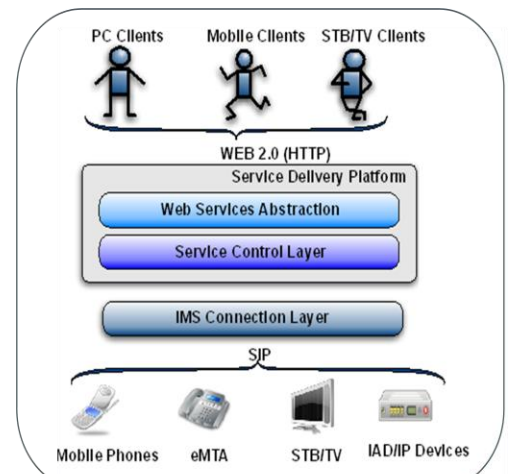 PC Clients Mobile Clients STB/TV Clients
WEB 2.0 (HTTP)
Service Delivery Platform
Web Services Abstraction
Service Control Layer
IMS Connection Layer
SIP
Mobile Phones eMTA STB/TV IAD/IP Devices